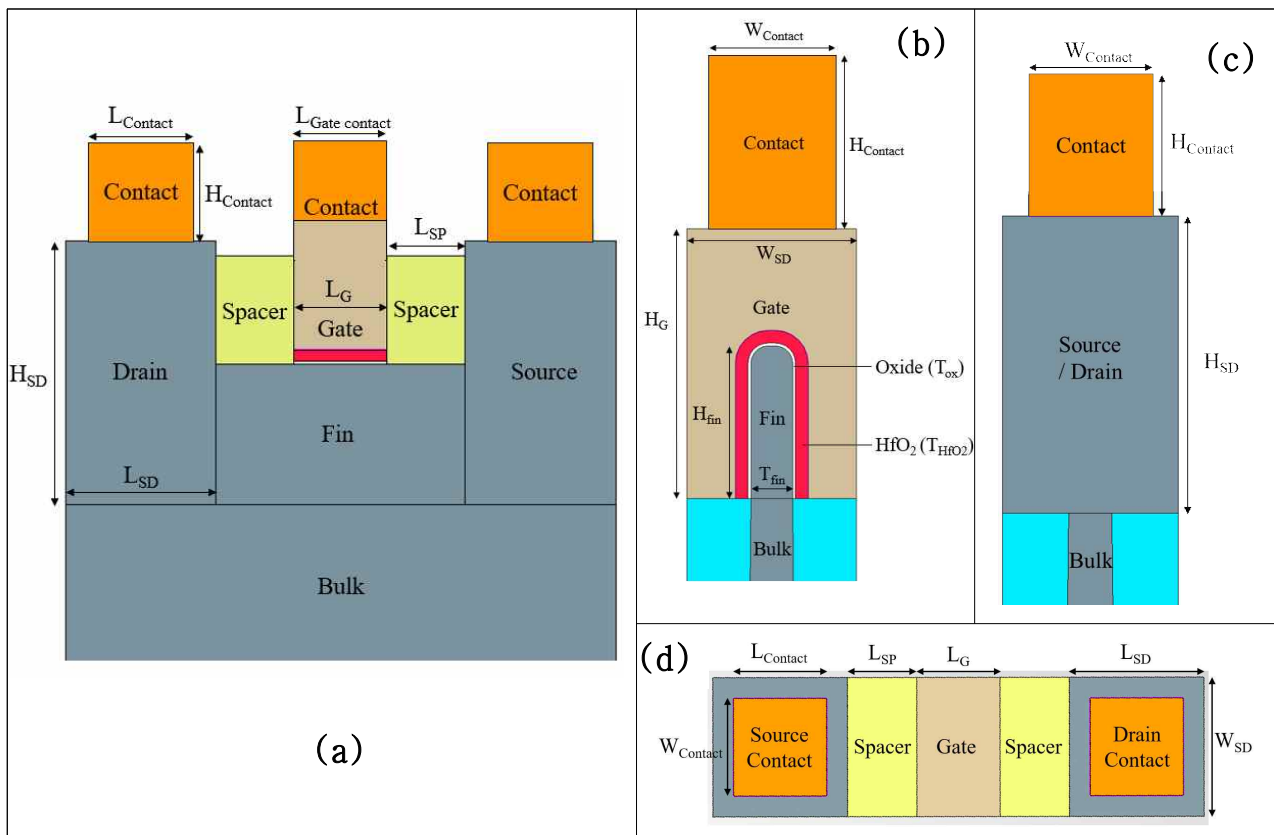 L_Contact
L_Gate contact
Contact
H_Contact
Contact
Contact
L_SP
Spacer
L_G
Spacer
Gate
H_SD
Drain
Source
Fin
L_SD
Bulk
(a)
W_Contact
(b)
Contact
H_Contact
W_SD
Gate
H_G
Oxide (T_ox)
H_fin
Fin
HfO₂ (T_HfO2)
T_fin
Bulk
(c)
W_Contact
Contact
H_Contact
Source
/ Drain
H_SD
Bulk
(d)
L_Contact
L_SP
L_G
L_SD
W_Contact
Source
Contact
Spacer
Gate
Spacer
Drain
Contact
W_SD